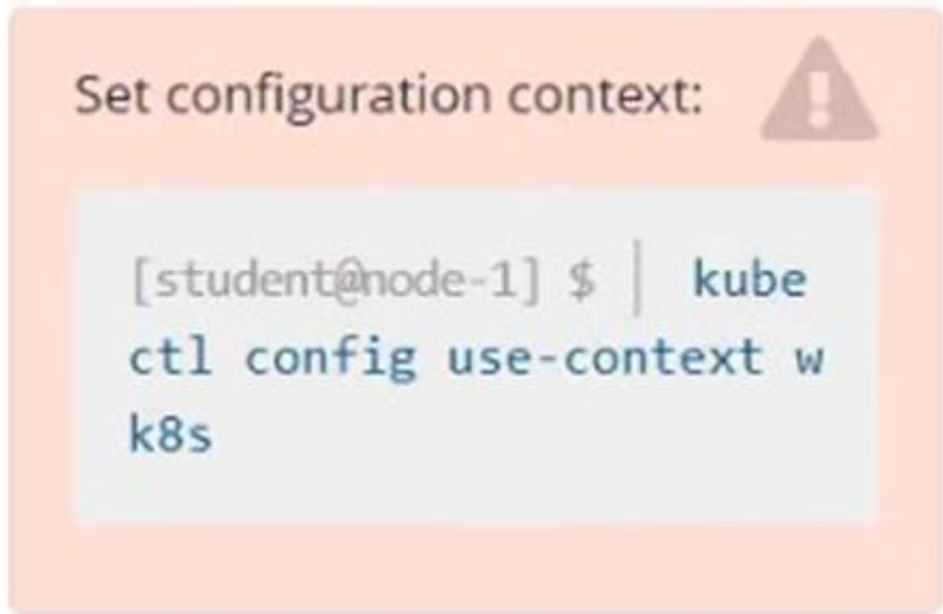 Set configuration context:
[student@node-1] $ | kube
ctl config use-context w
k8s